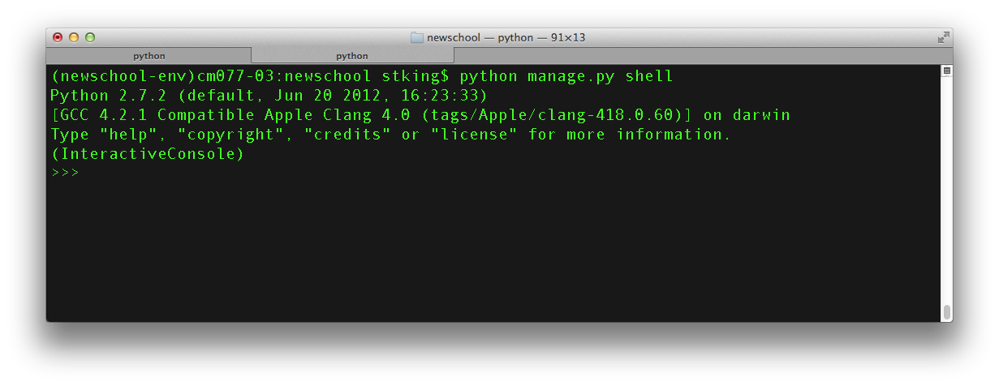 newschool — python — 91×13
python python
(newschool-env)cm077-03:newschool stking$ python manage.py shell
Python 2.7.2 (default, Jun 20 2012, 16:23:33)
[GCC 4.2.1 Compatible Apple Clang 4.0 (tags/Apple/clang-418.0.60)] on darwin
Type "help", "copyright", "credits" or "license" for more information.
(InteractiveConsole)
>>>